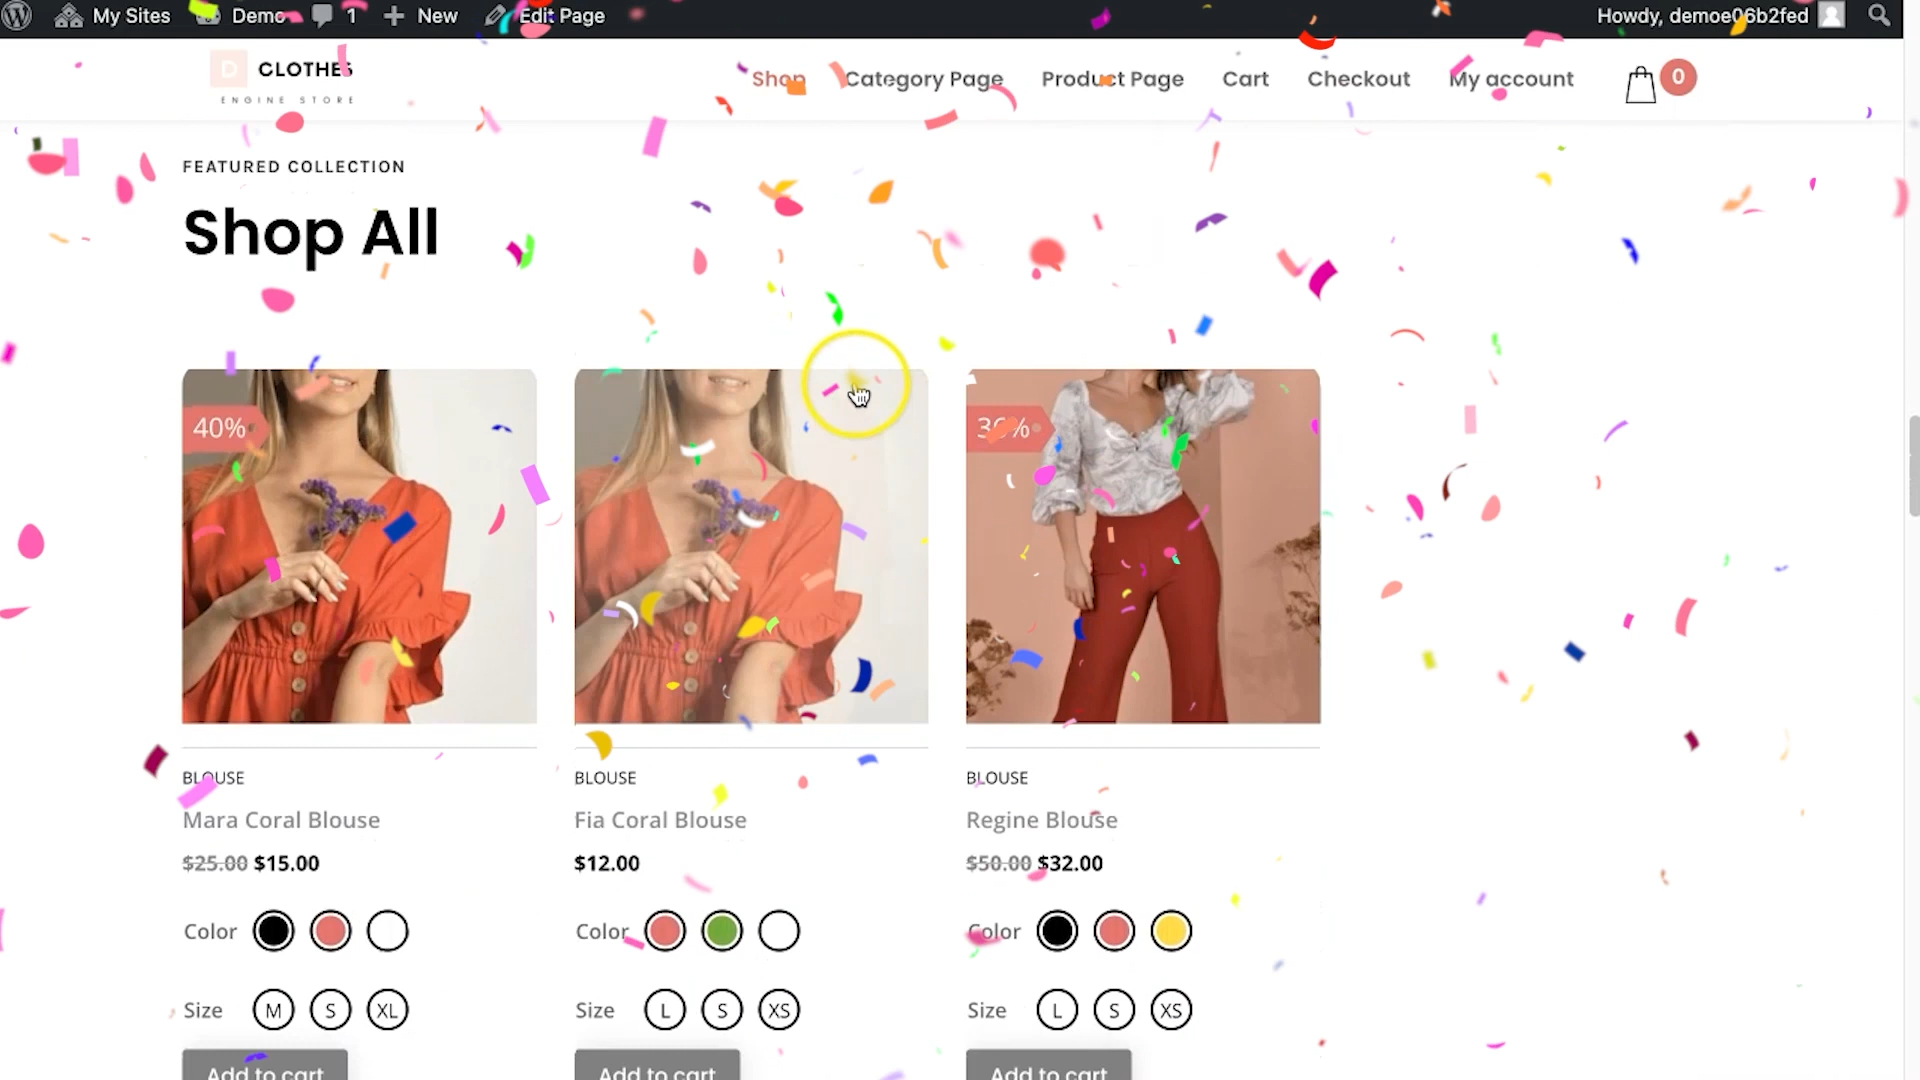 My Sites Demo 1 New Edit Page Howdy, demoe06b2fed
D CLOTHES
ENGINE STORE
Shop Category Page Product Page Cart Checkout My account 0
FEATURED COLLECTION
Shop All
40%
36%
BLOUSE
Mara Coral Blouse
$25.00 $15.00
Color
Size M S XL
Add to cart
BLOUSE
Fia Coral Blouse
$12.00
Color
Size L S XS
Add to cart
BLOUSE
Regine Blouse
$50.00 $32.00
Color
Size L S XS
Add to cart